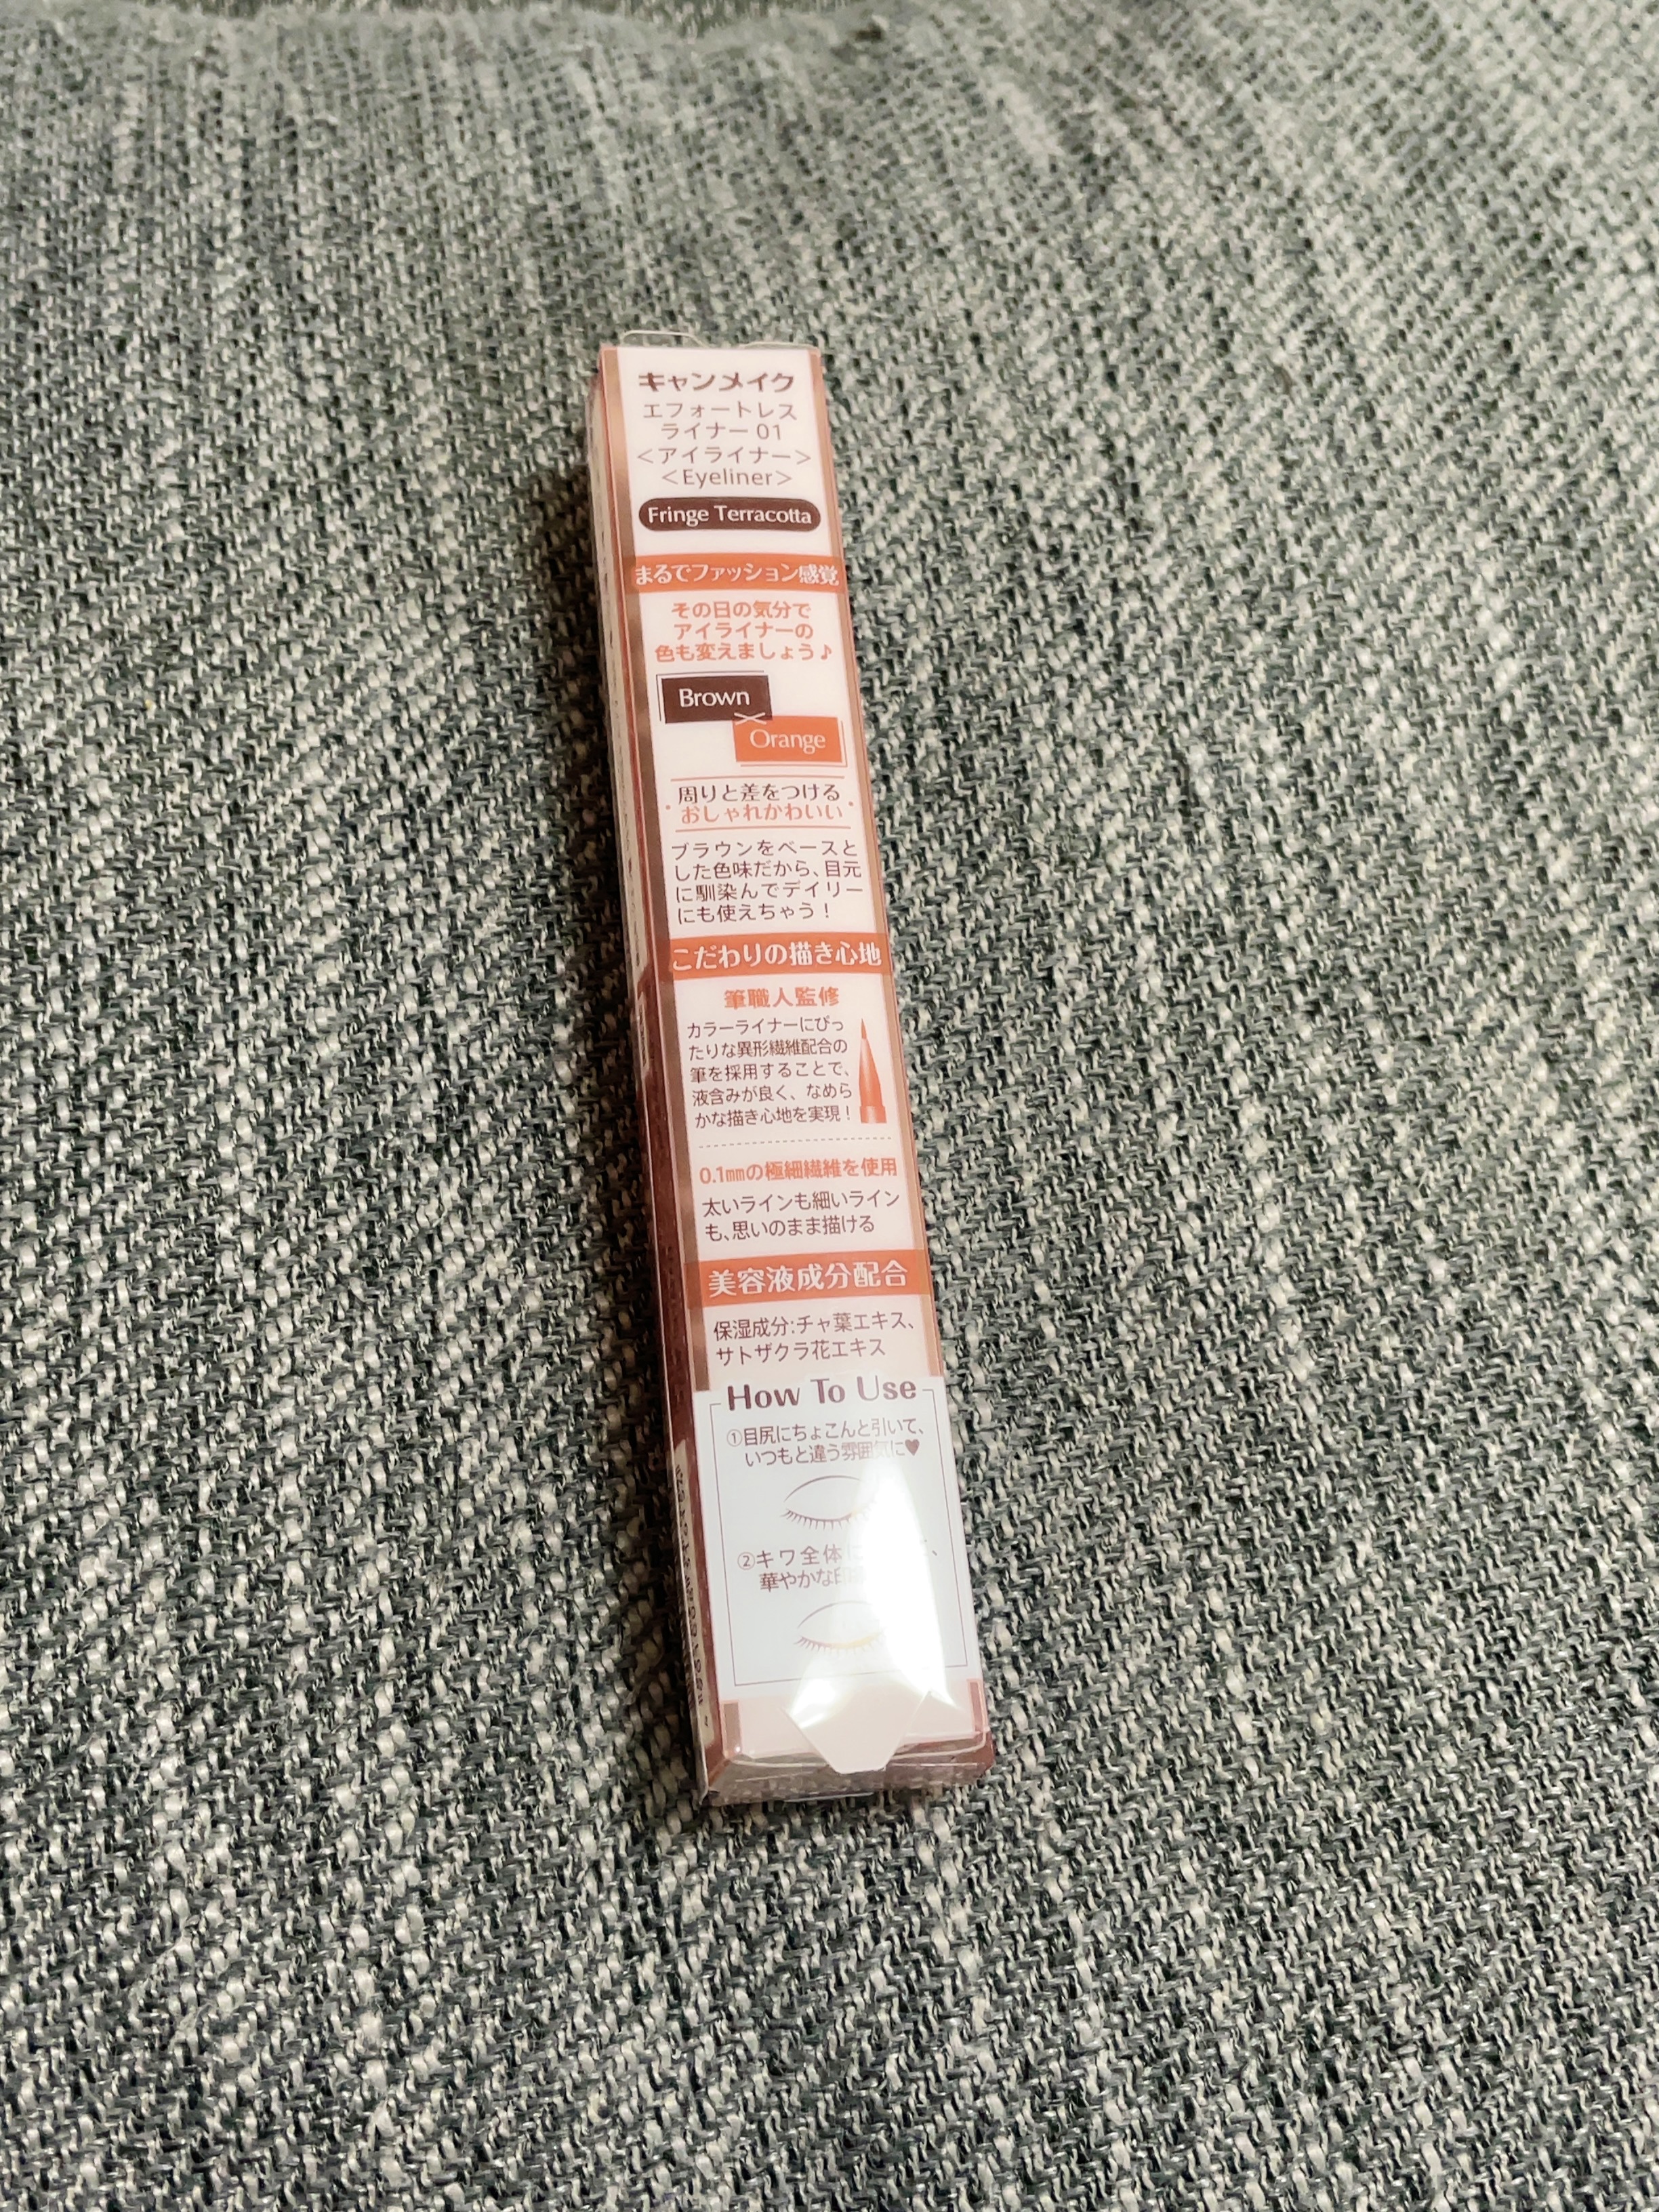 キャンメイク
エフォートレス
ライナー 01
＜アイライナー＞
＜Eyeliner＞
Fringe Terracotta
まるでファッション感覚
その日の気分で
アイライナーの
色も変えましょう♪
Brown
×
Orange
周りと差をつける
おしゃれかわいい
ブラウンをベースと
した色味だから、目元
に馴染んでデイリー
にも使えちゃう！
こだわりの描き心地
筆職人監修
カラーライナーにぴっ
たりな異形繊維配合の
筆を採用することで、
液含みが良く、なめら
かな描き心地を実現！
0.1㎜の極細繊維を使用
太いラインも細いライン
も、思いのまま描ける
美容液成分配合
保湿成分:チャ葉エキス、
サトザクラ花エキス
How To Use
①目尻にちょこんと引いて、
いつもと違う雰囲気に♥
②キワ全体
華やかな